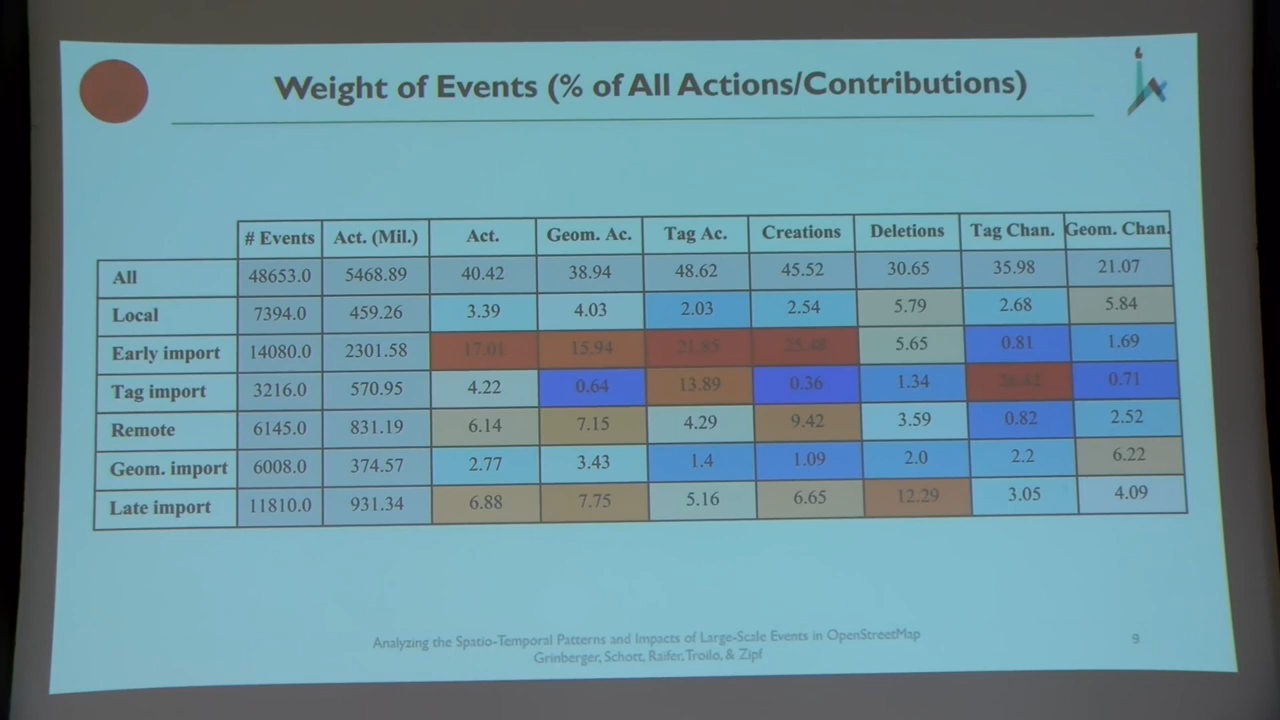 Weight of Events (% of All Actions/Contributions)
# Events Act. (Mil.) Act. Geom. Ac. Tag Ac. Creations Deletions Tag Chan. Geom. Chan.
All 48653.0 5468.89 40.42 38.94 48.62 45.52 30.65 35.98 21.07
Local 7394.0 459.26 3.39 4.03 2.03 2.54 5.79 2.68 5.84
Early import 14080.0 2301.58 17.01 15.94 21.85 5.65 0.81 1.69
Tag import 3216.0 570.95 4.22 0.64 13.89 0.36 1.34 0.71
Remote 6145.0 831.19 6.14 7.15 4.29 9.42 3.59 0.82 2.52
Geom. import 6008.0 374.57 2.77 3.43 1.4 1.09 2.0 2.2 6.22
Late import 11810.0 931.34 6.88 7.75 5.16 6.65 12.29 3.05 4.09
Analyzing the Spatio-Temporal Patterns and Impacts of Large-Scale Events in OpenStreetMap
Grinberger, Schott, Raifer, Troilo, & Zipf
9